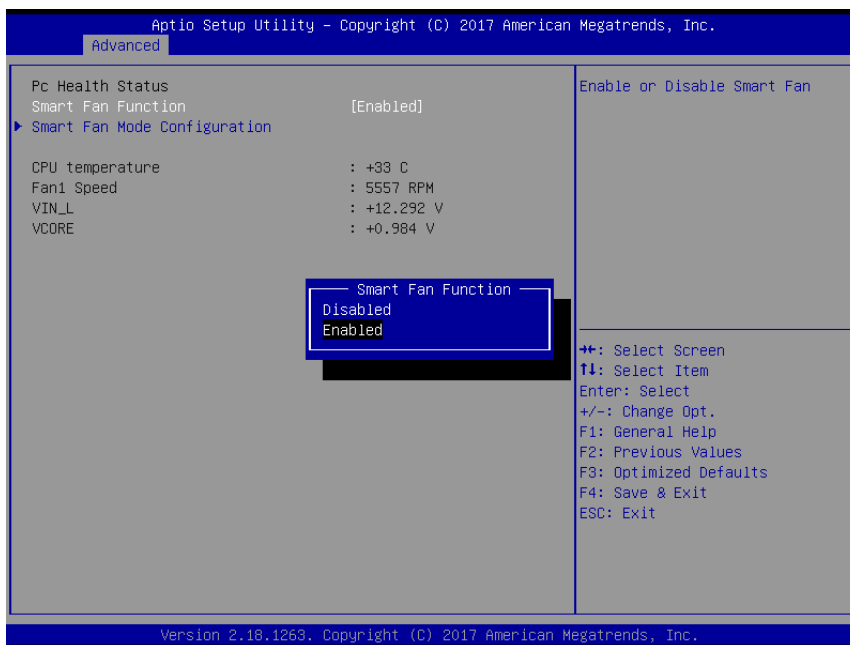 Aptio Setup Utility – Copyright (C) 2017 American Megatrends, Inc.
Advanced
Pc Health Status
Smart Fan Function [Enabled]
Smart Fan Mode Configuration
CPU temperature : +33 C
Fan1 Speed : 5557 RPM
VIN_L : +12.292 V
VCORE : +0.984 V
Smart Fan Function
Disabled
Enabled
Enable or Disable Smart Fan
→←: Select Screen
↑↓: Select Item
Enter: Select
+/-: Change Opt.
F1: General Help
F2: Previous Values
F3: Optimized Defaults
F4: Save & Exit
ESC: Exit
Version 2.18.1263. Copyright (C) 2017 American Megatrends, Inc.